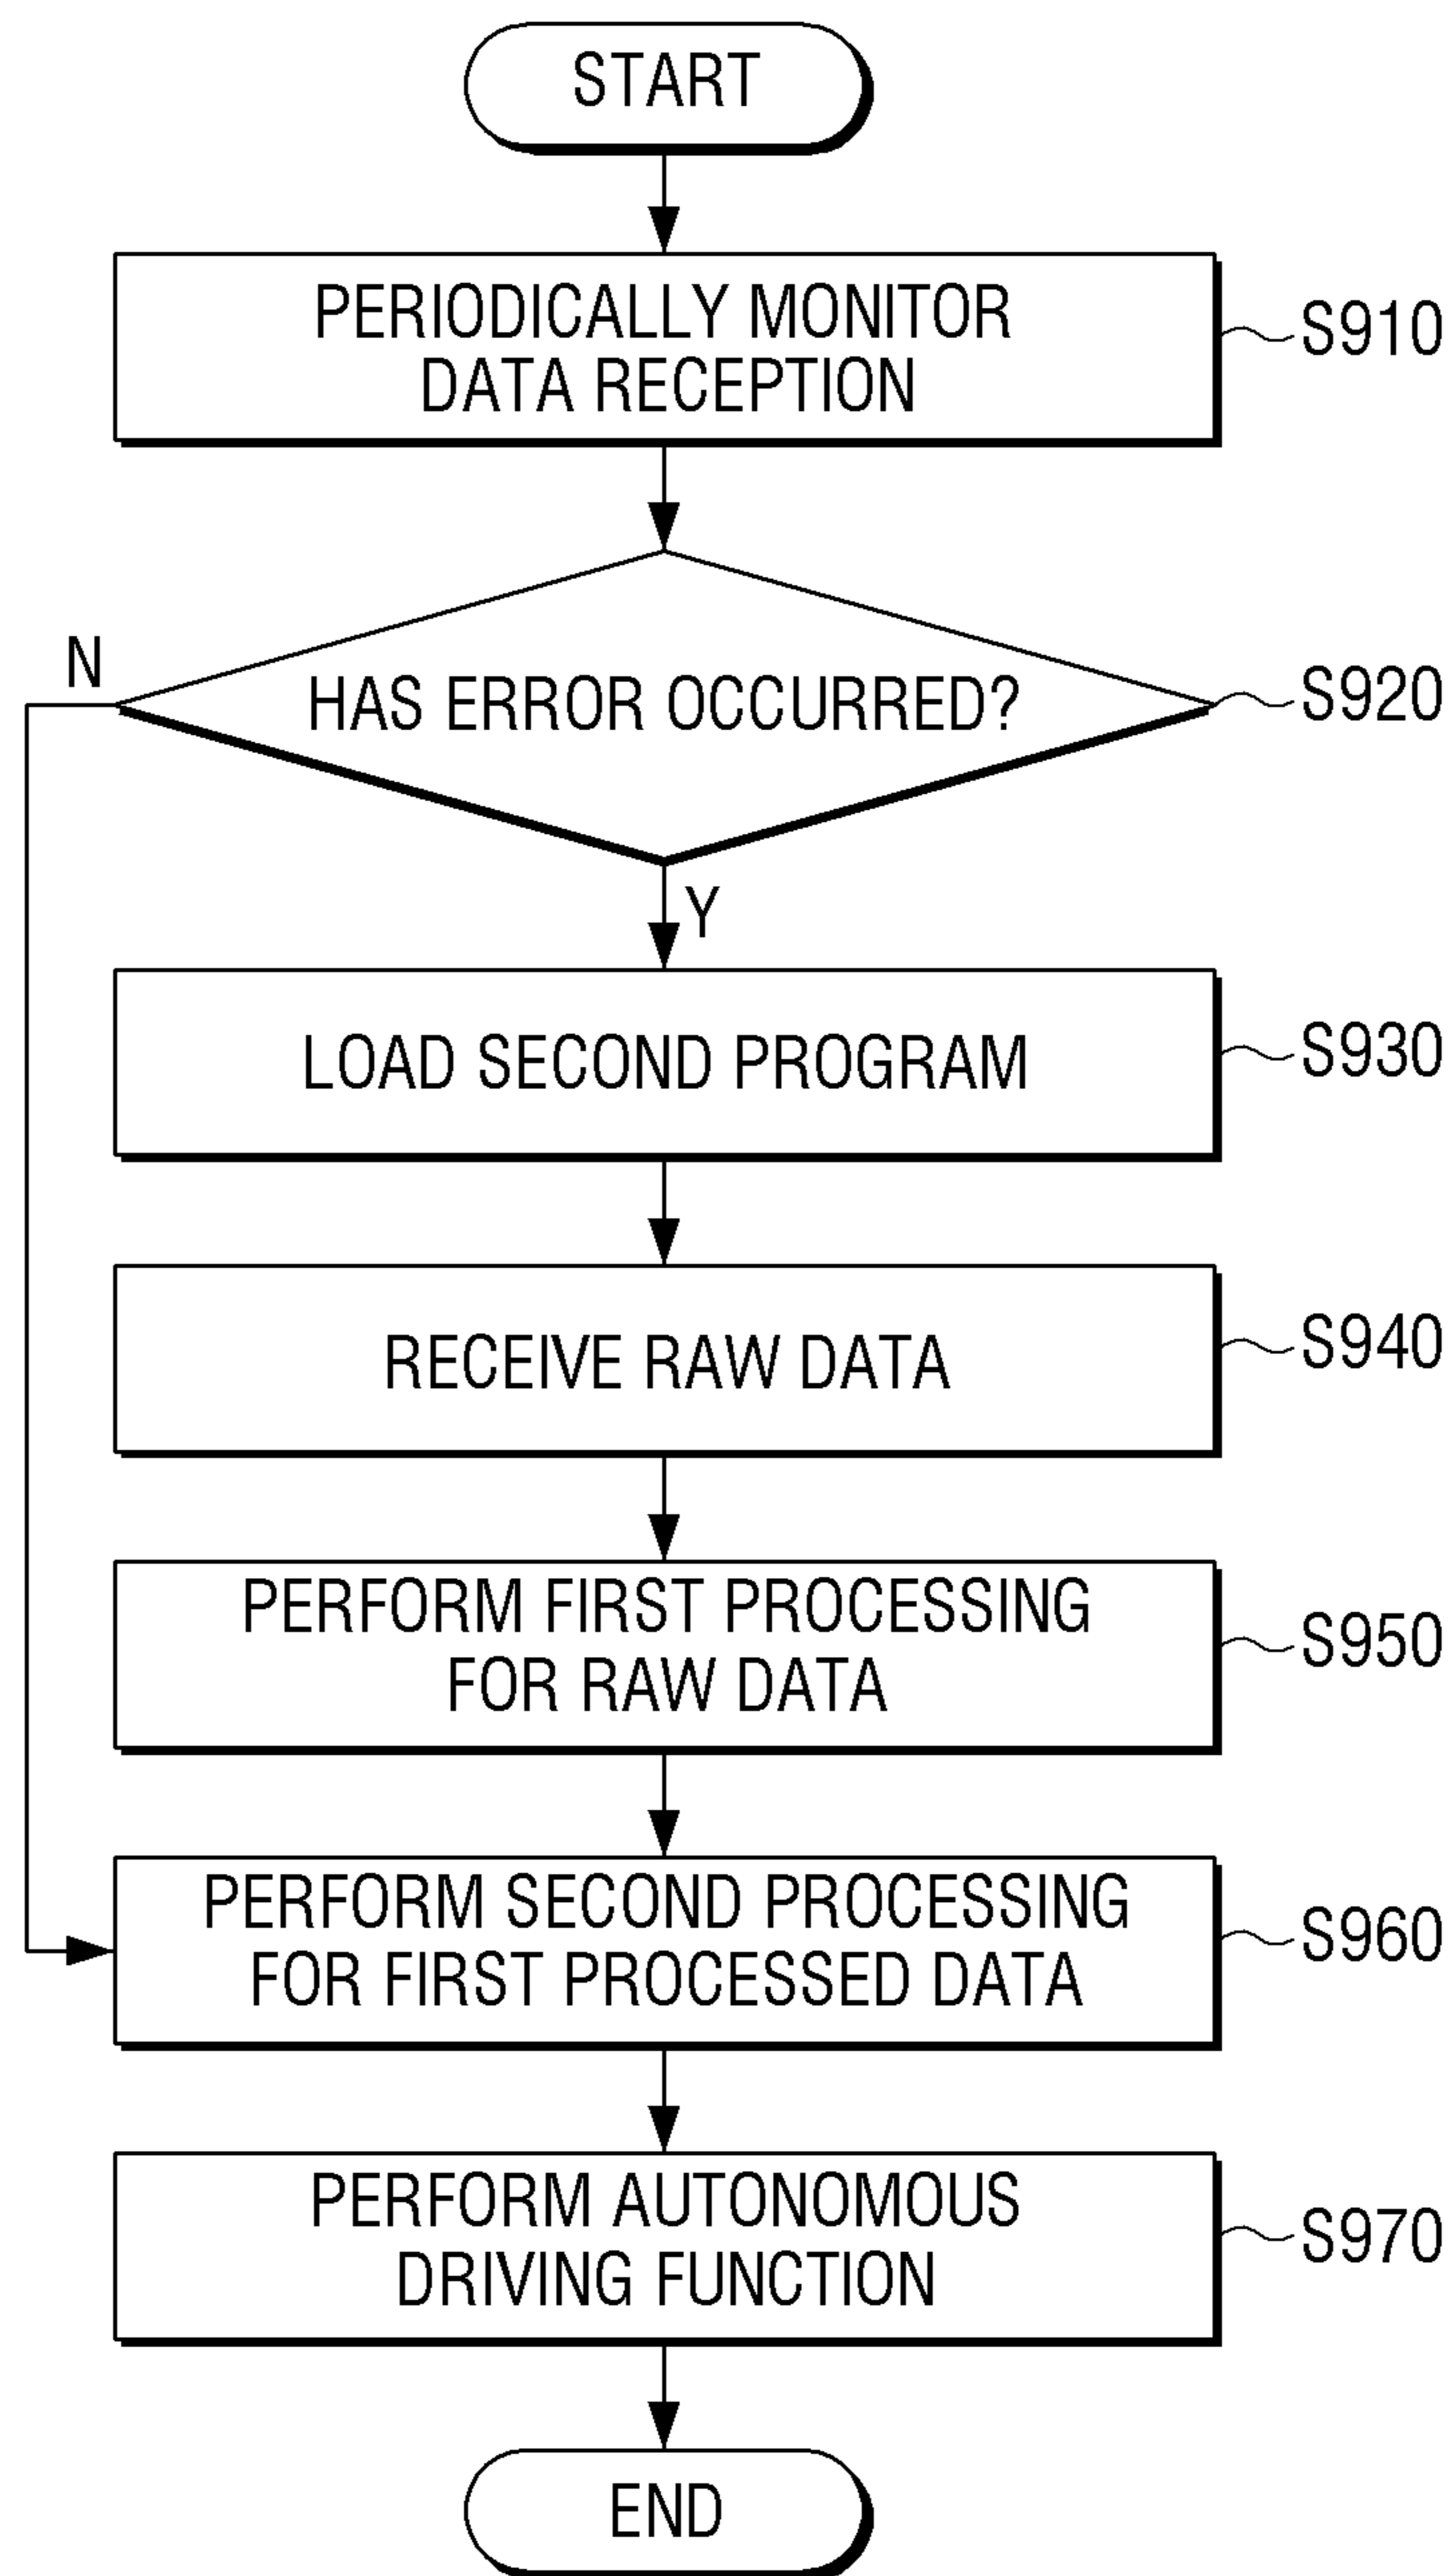 START
PERIODICALLY MONITOR
DATA RECEPTION
S910
N
HAS ERROR OCCURRED?
S920
Y
LOAD SECOND PROGRAM
S930
RECEIVE RAW DATA
S940
PERFORM FIRST PROCESSING
FOR RAW DATA
S950
PERFORM SECOND PROCESSING
FOR FIRST PROCESSED DATA
S960
PERFORM AUTONOMOUS
DRIVING FUNCTION
S970
END